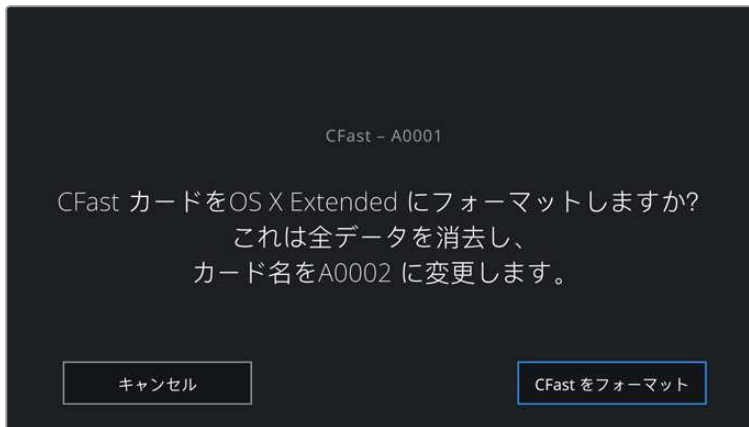 CFast – A0001
CFast カードをOS X Extended にフォーマットしますか?
これは全データを消去し、
カード名をA0002 に変更します。
キャンセル
CFast をフォーマット